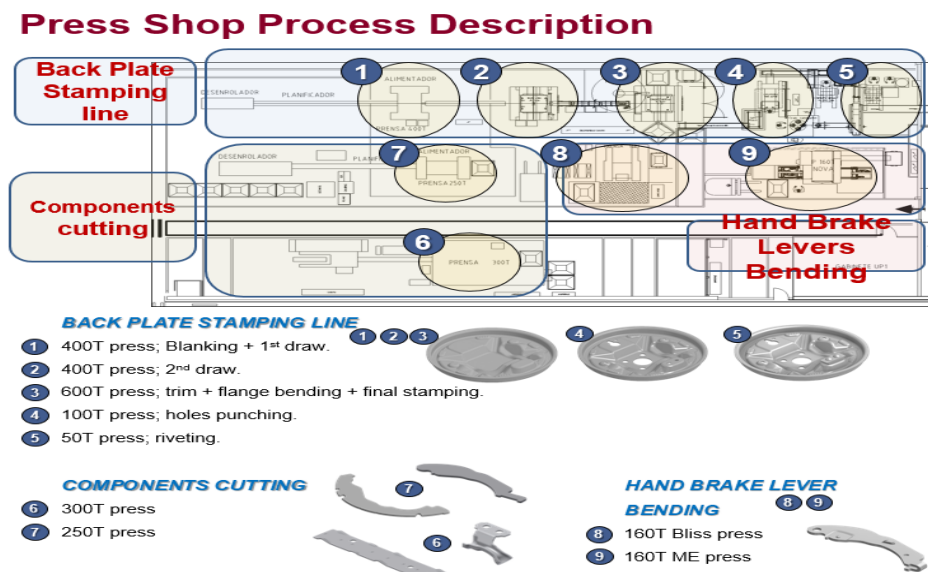 Press Shop Process Description
Back Plate
Stamping
line
1
2
3
4
5
ALIMENTADOR
DESENROLADOR
PLANIFICADOR
PRENSA 600T
ALIMENTADOR
7
8
9
DESENROLADOR
PRENSA 250T
Components
cutting
6
PRENSA 300T
Hand Brake
Levers
Bending
BACK PLATE STAMPING LINE
1 2 3
4
5
1 400T press; Blanking + 1st draw.
2 400T press; 2nd draw.
3 600T press; trim + flange bending + final stamping.
4 100T press; holes punching.
5 50T press; riveting.
COMPONENTS CUTTING
6 300T press
7 250T press
7
6
HAND BRAKE LEVER
BENDING
8 9
8 160T Bliss press
9 160T ME press